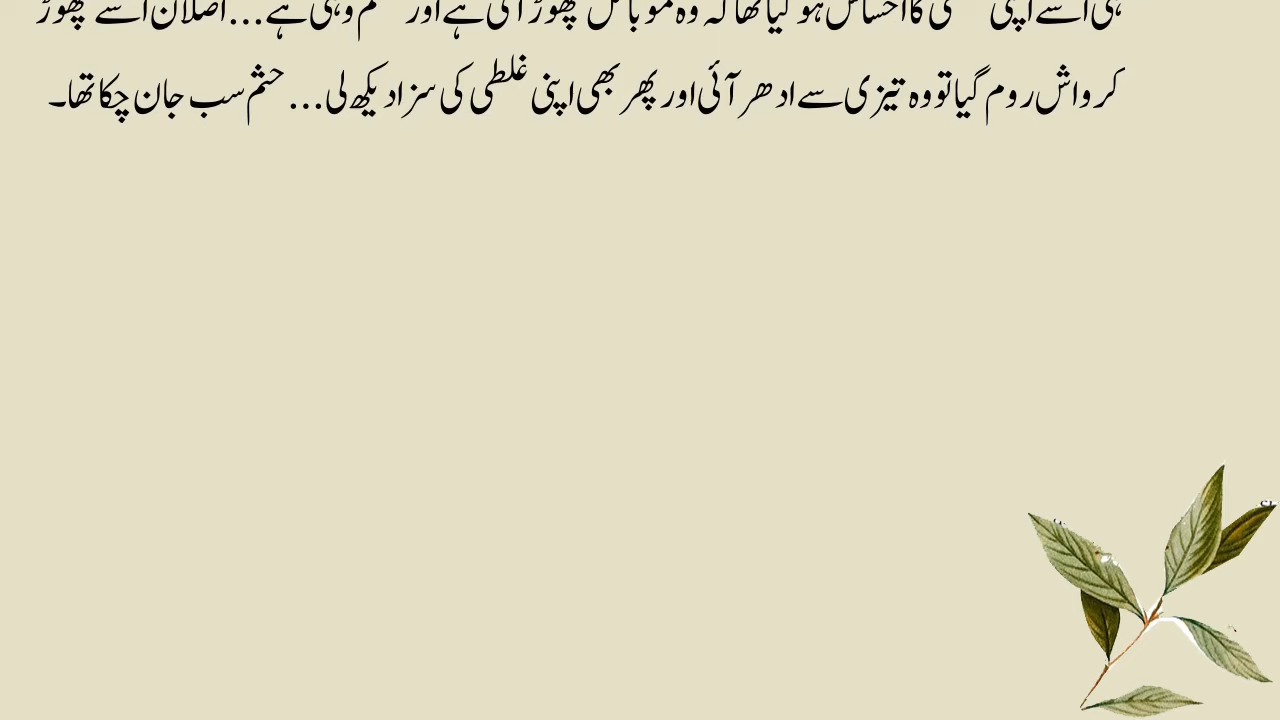 ہی اسے اپنی کا احساس ہو گیا تھا کہ وہ موبائل چھوڑ آئی ہے اور وہی ہے... اصلان اسے چھوڑ
کر واش روم گیا تو وہ تیزی سے ادھر آئی اور پھر بھی اپنی غلطی کی سزا دیکھ لی... حثم سب جان چکا تھا۔